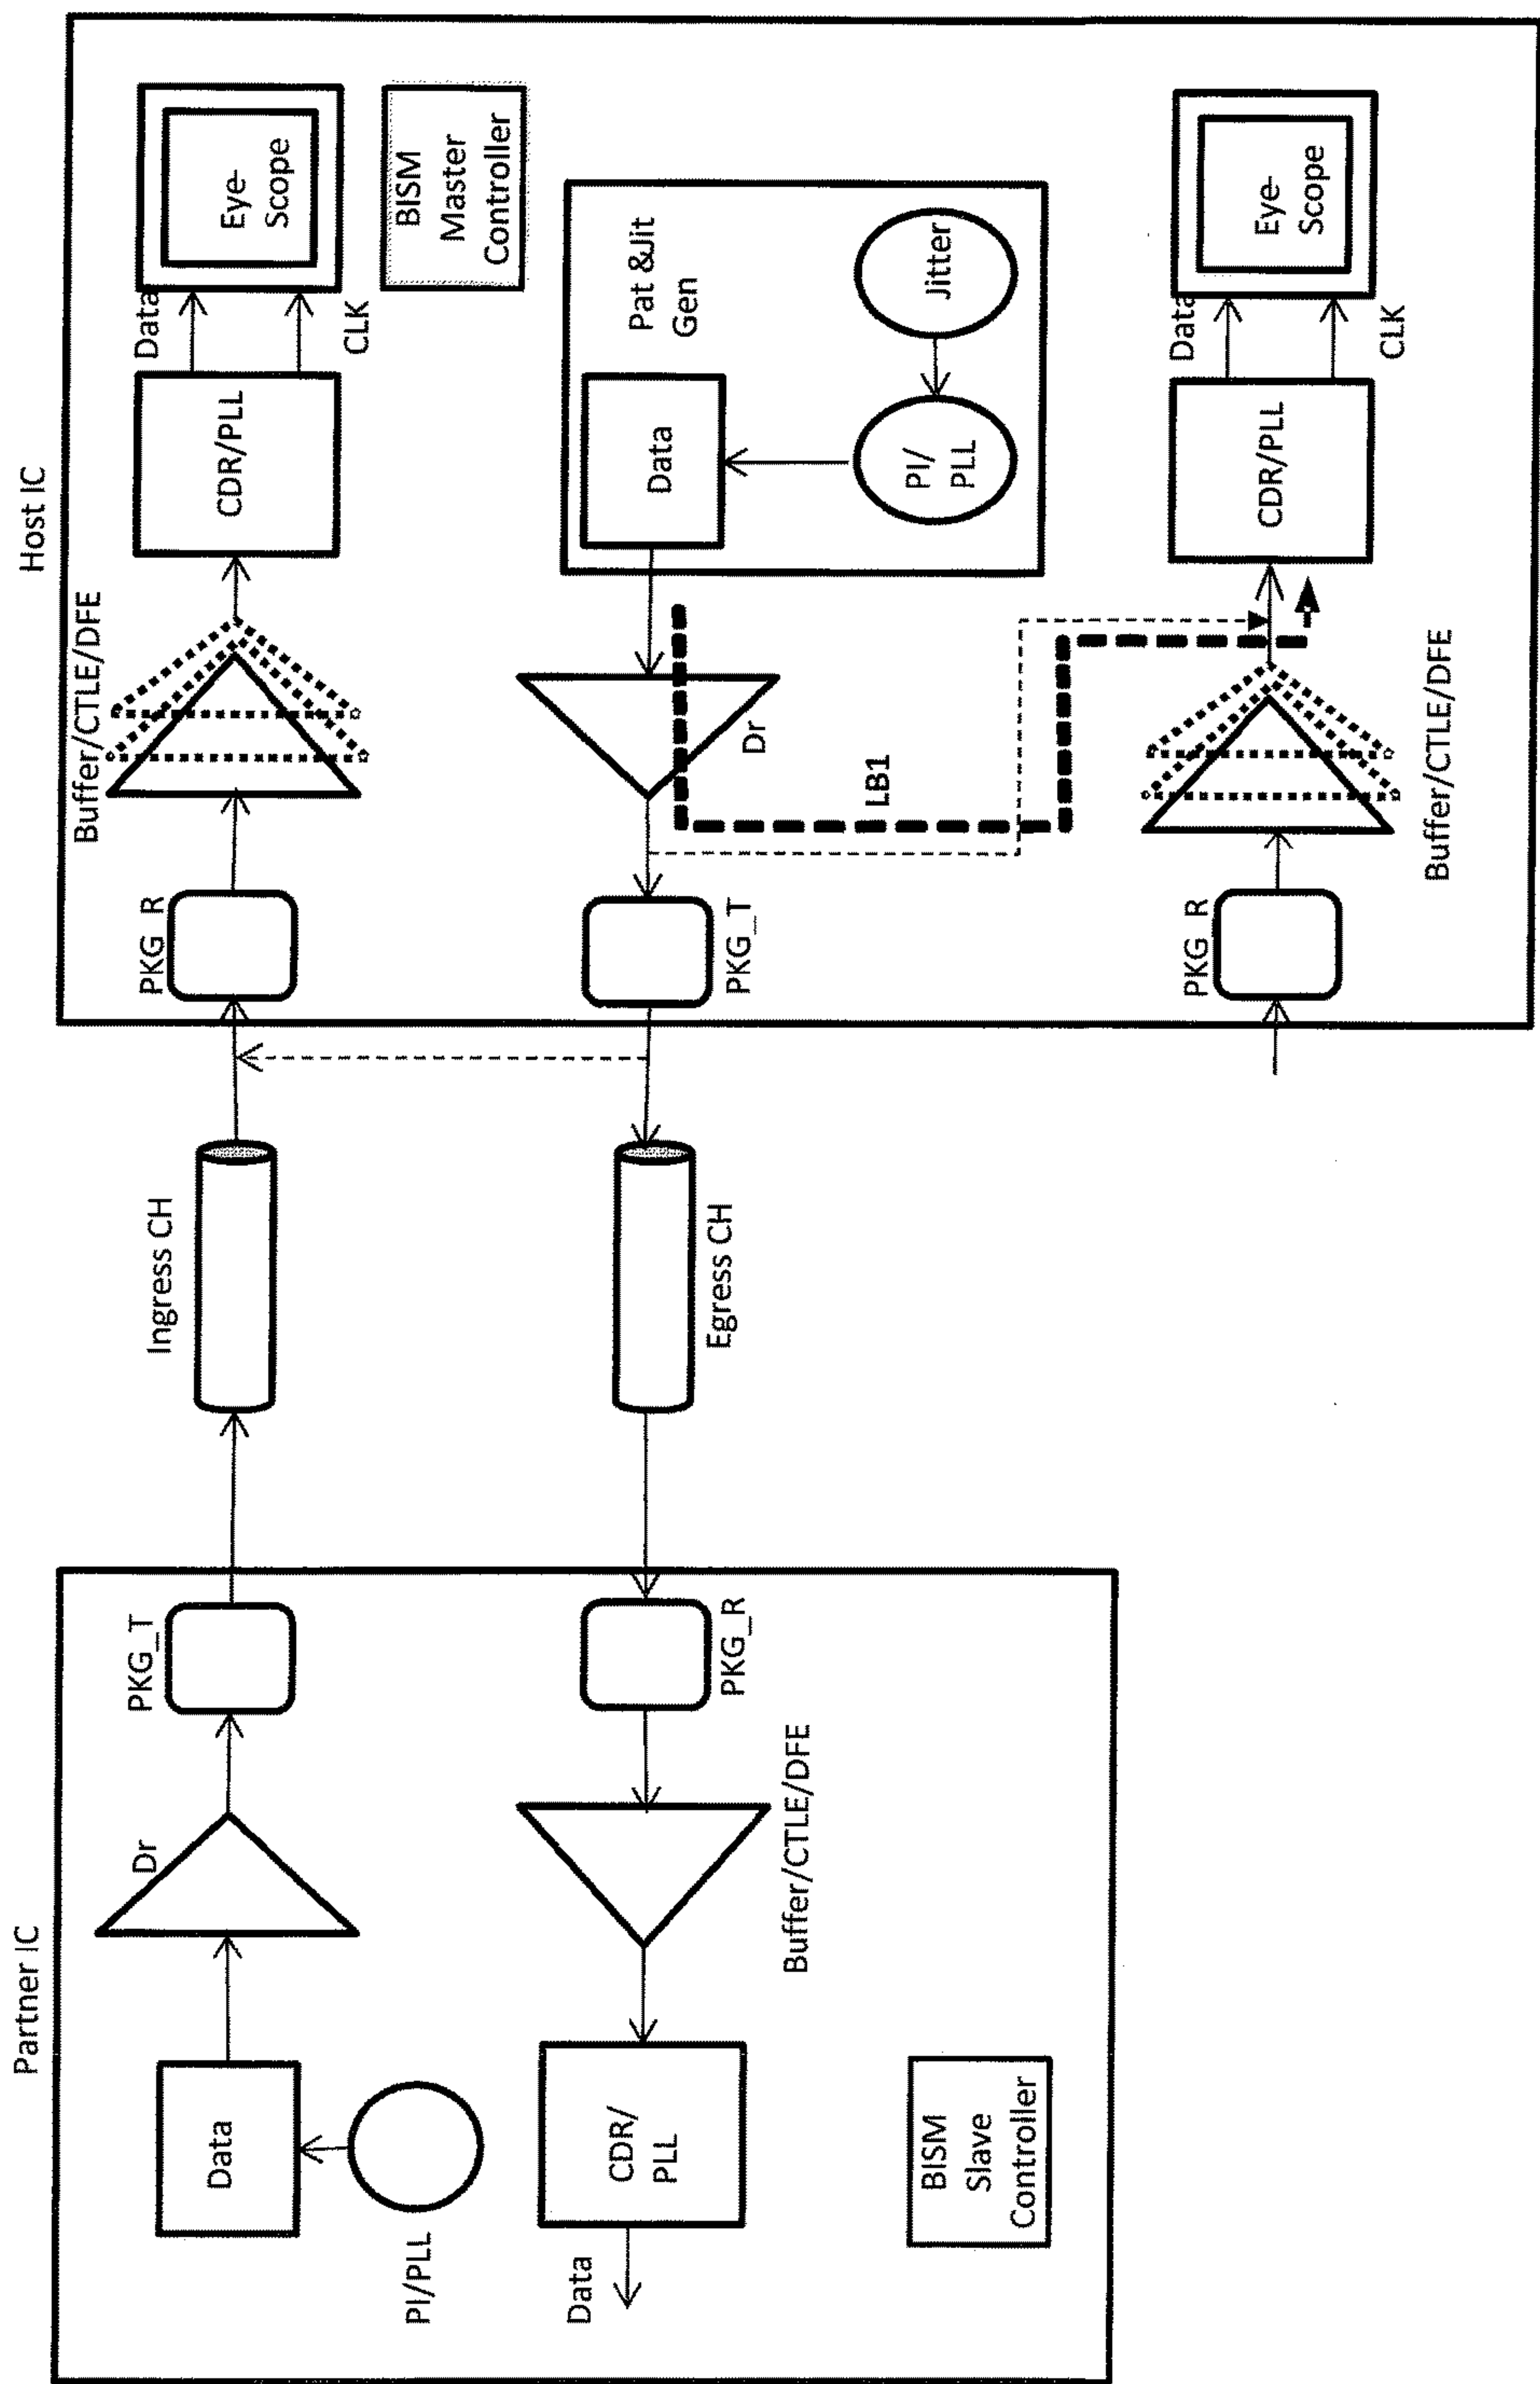 Partner IC
Data
PI/PLL
Dr
PKG_T
Data
CDR/
PLL
Buffer/CTLE/DFE
PKG_R
BISM
Slave
Controller
Ingress CH
Egress CH
Host IC
PKG_R
Buffer/CTLE/DFE
CDR/PLL
Data
CLK
Eye-
Scope
BISM
Master
Controller
PKG_T
Dr
Data
Pat &Jit
Gen
PI/
PLL
Jitter
LB1
PKG_R
Buffer/CTLE/DFE
CDR/PLL
Data
CLK
Eye-
Scope